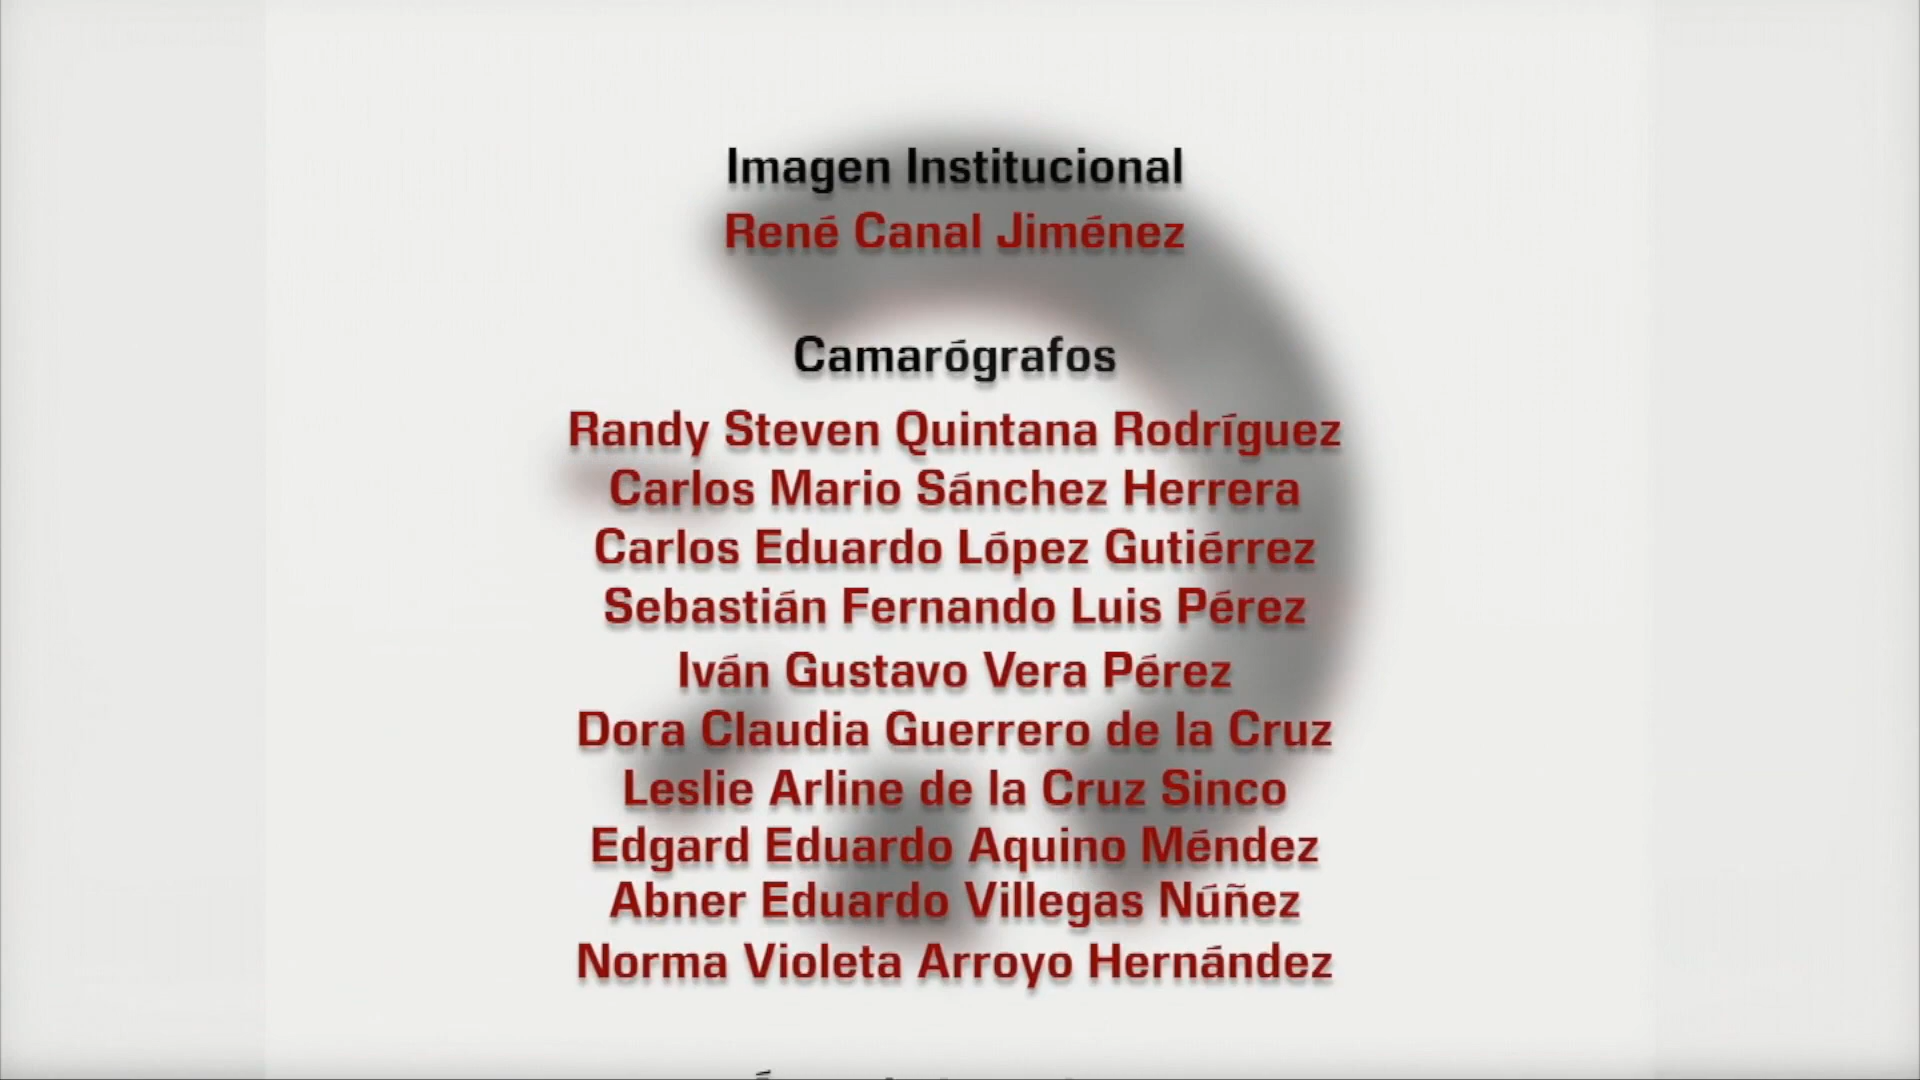 Imagen Institucional
René Canal Jiménez
Camarógrafos
Randy Steven Quintana Rodríguez
Carlos Mario Sánchez Herrera
Carlos Eduardo López Gutiérrez
Sebastián Fernando Luis Pérez
Iván Gustavo Vera Pérez
Dora Claudia Guerrero de la Cruz
Leslie Arline de la Cruz Sinco
Edgard Eduardo Aquino Méndez
Abner Eduardo Villegas Núñez
Norma Violeta Arroyo Hernández